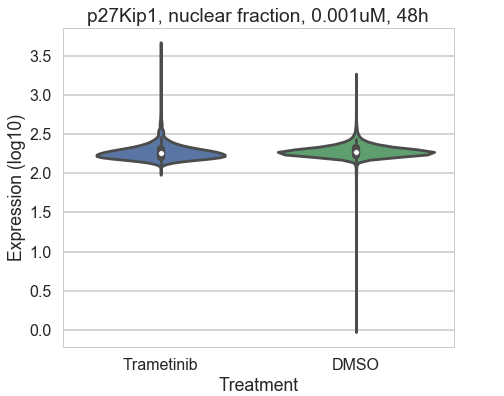 p27Kip1, nuclear fraction, 0.001uM, 48h
Expression (log10)
3.5
3.0
2.5
2.0
1.5
1.0
0.5
0.0
Trametinib DMSO
Treatment